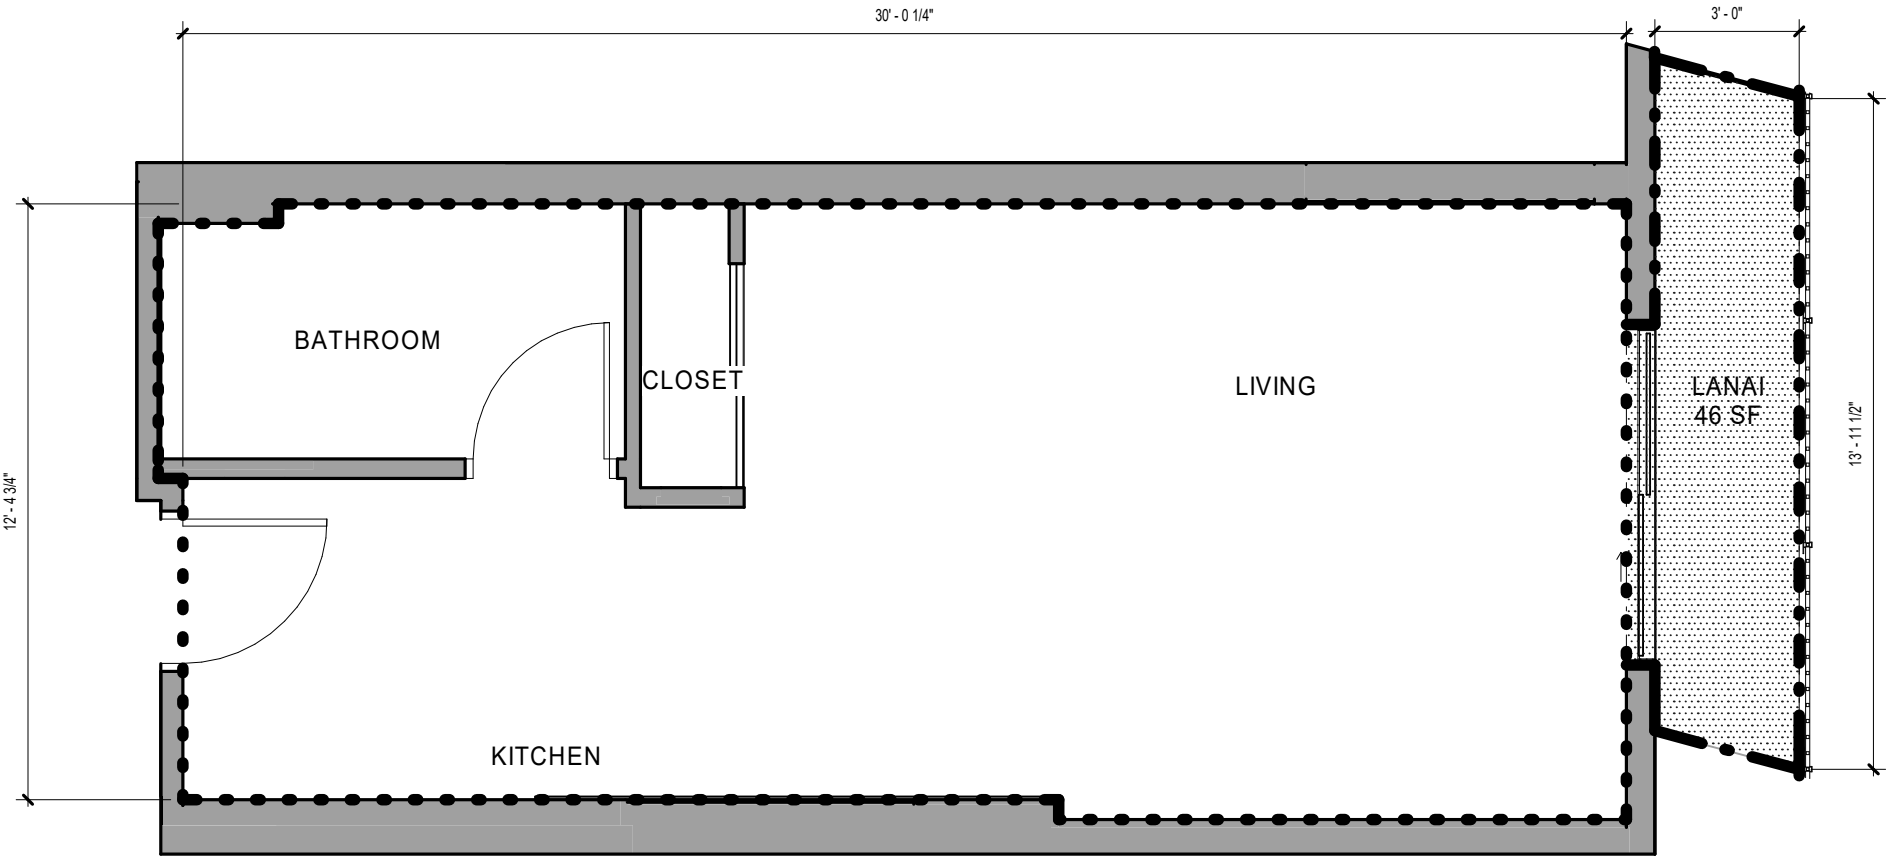 30' - 0 1/4"
3' - 0"
BATHROOM
CLOSET
LIVING
LANAI
46 SF
13' - 11 1/2"
12' - 4 3/4"
KITCHEN